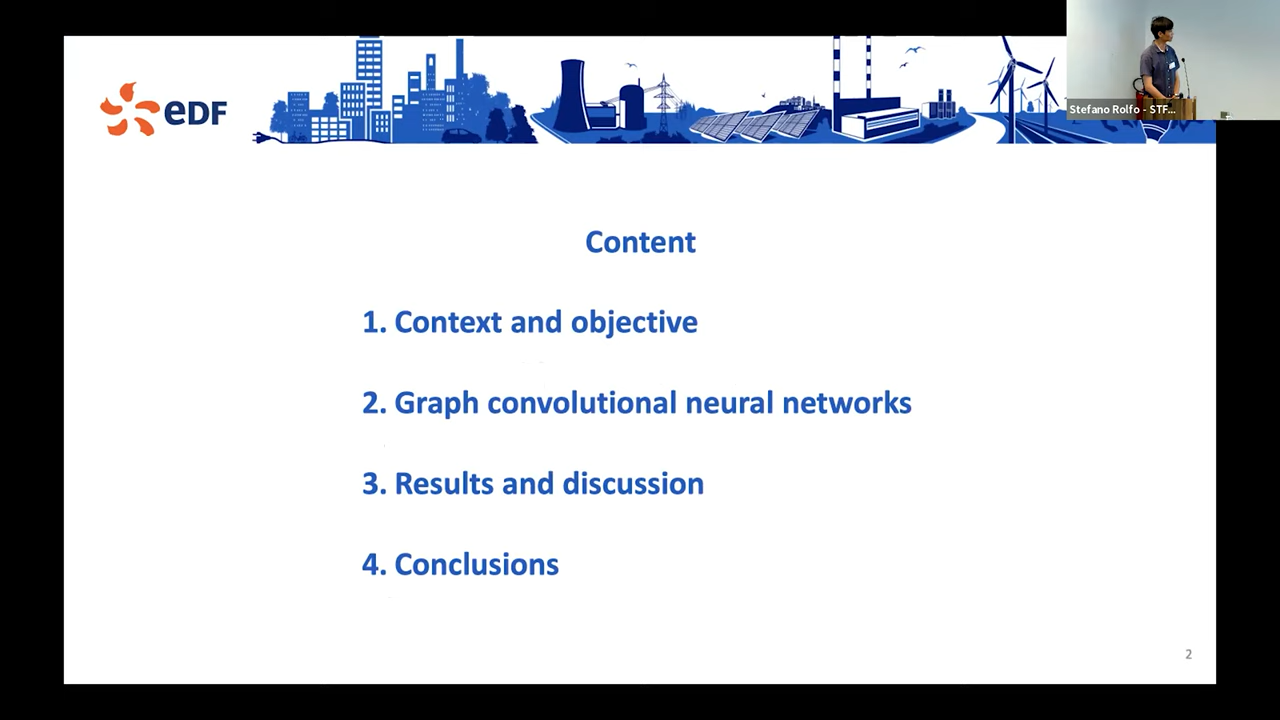 eDF
Stefano Rolfo - STF...
Content
1. Context and objective
2. Graph convolutional neural networks
3. Results and discussion
4. Conclusions
2